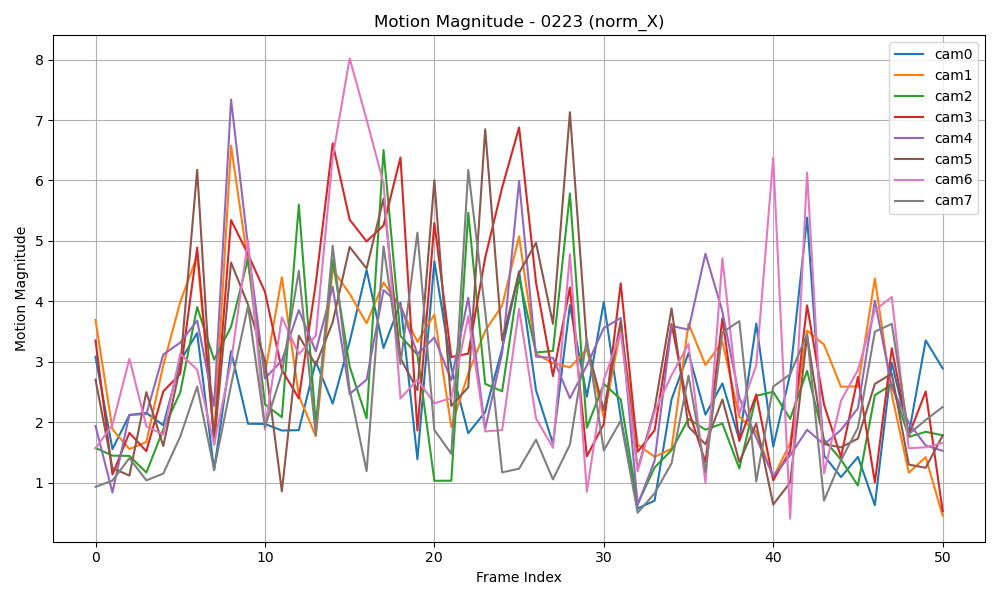 Motion Magnitude - 0223 (norm_X)
Motion Magnitude
8
7
6
5
4
3
2
1
0
10
20
30
40
50
Frame Index
cam0
cam1
cam2
cam3
cam4
cam5
cam6
cam7